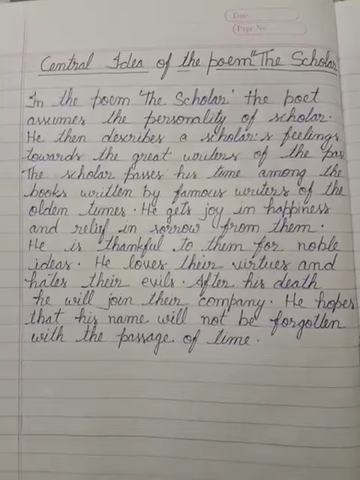 Date
Page No
Central Idea of the poem "The Scholar
In the poem 'The Scholar' the poet
assumes the personality of scholar.
He then describes a scholar's feelings
towards the great writers of the pas
The scholar passes his time among the
books written by famous writers of the
olden times. He gets joy in happiness
and relief in sorrow from them.
He is thankful to them for noble
ideas. He loves their virtues and
hates their evils. After his death
he will join their company. He hopes
that his name will not be forgotten
with the passage of time.